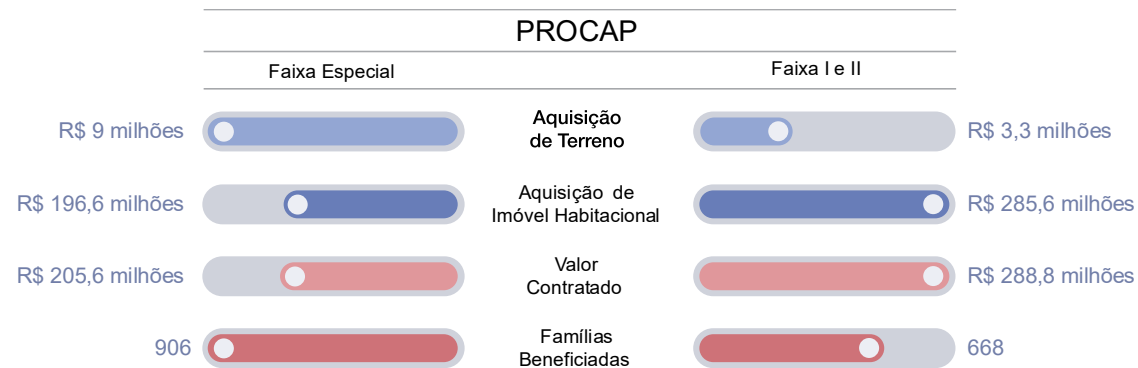 PROCAP
Faixa Especial
Faixa I e II
R$ 9 milhões
Aquisição
de Terreno
R$ 3,3 milhões
R$ 196,6 milhões
Aquisição de
Imóvel Habitacional
R$ 285,6 milhões
R$ 205,6 milhões
Valor
Contratado
R$ 288,8 milhões
906
Famílias
Beneficiadas
668